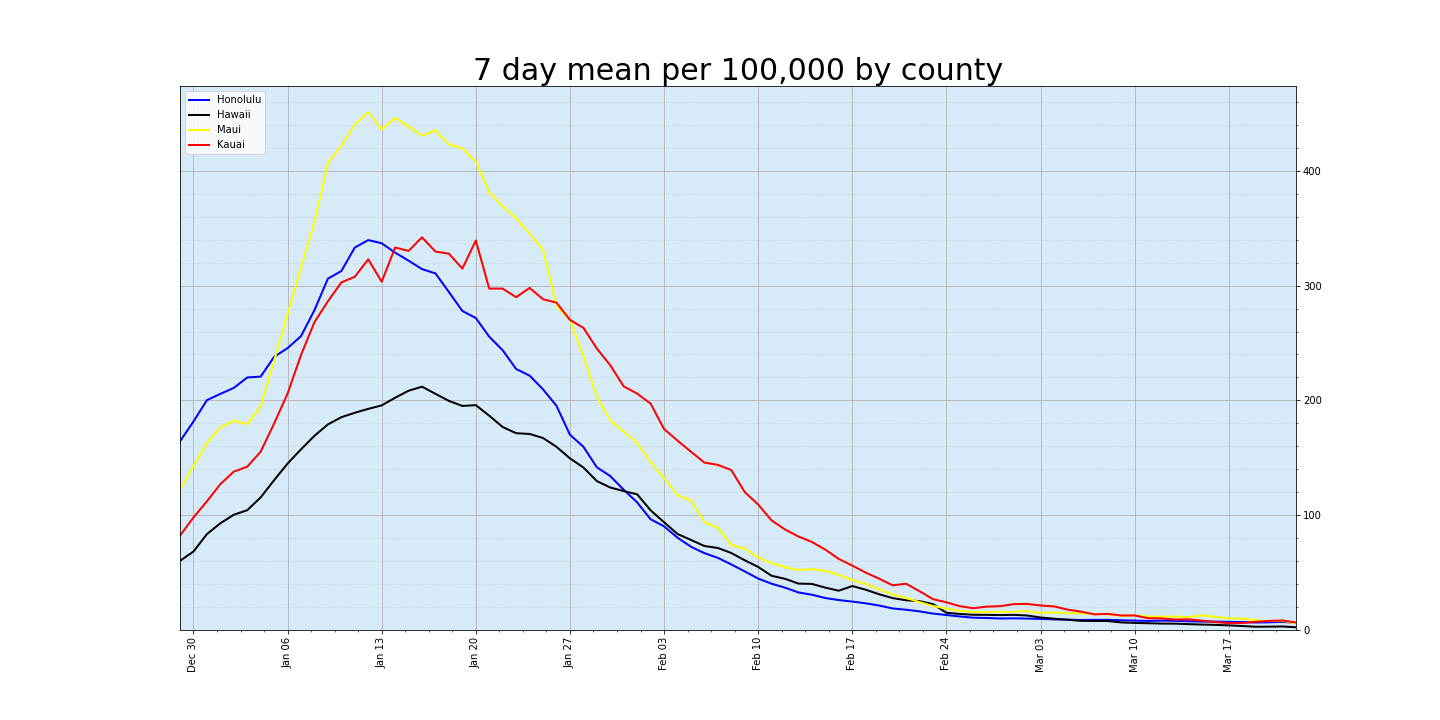 7 day mean per 100,000 by county
Honolulu
Hawaii
Maui
Kauai
400
300
200
100
0
Dec 30
Jan 06
Jan 13
Jan 20
Jan 27
Feb 03
Feb 10
Feb 17
Feb 24
Mar 03
Mar 10
Mar 17